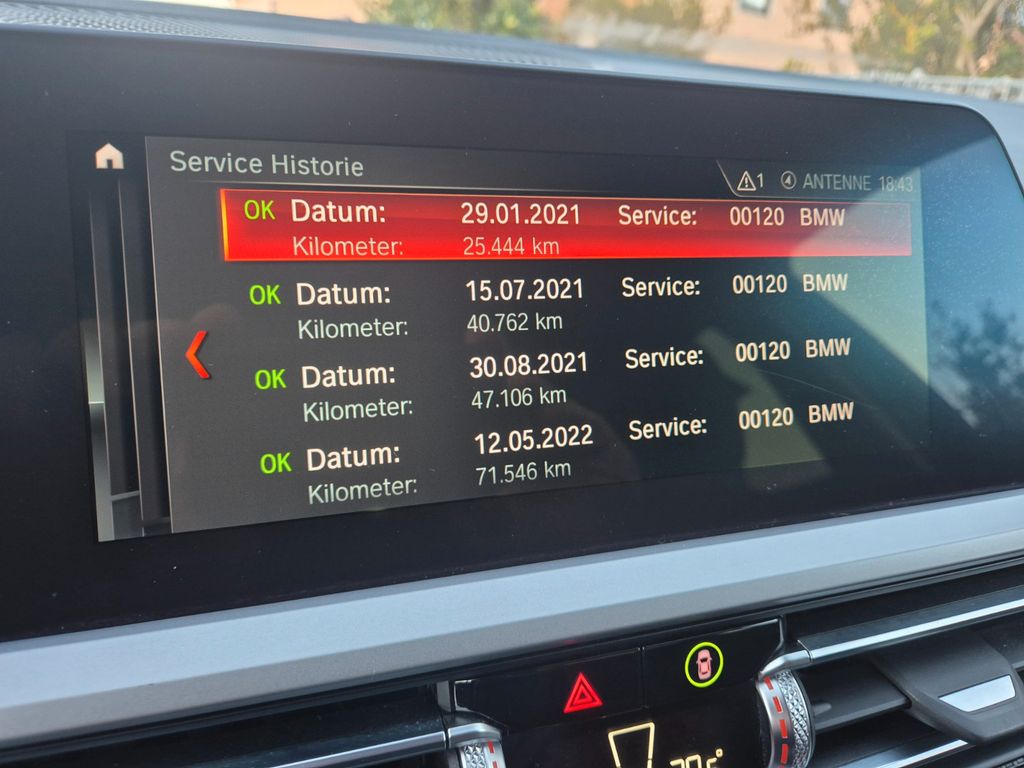 Service Historie
1 ANTENNE 18:43
OK Datum: 29.01.2021 Service: 00120 BMW
Kilometer: 25.444 km
OK Datum: 15.07.2021 Service: 00120 BMW
Kilometer: 40.762 km
OK Datum: 30.08.2021 Service: 00120 BMW
Kilometer: 47.106 km
OK Datum: 12.05.2022 Service: 00120 BMW
Kilometer: 71.546 km